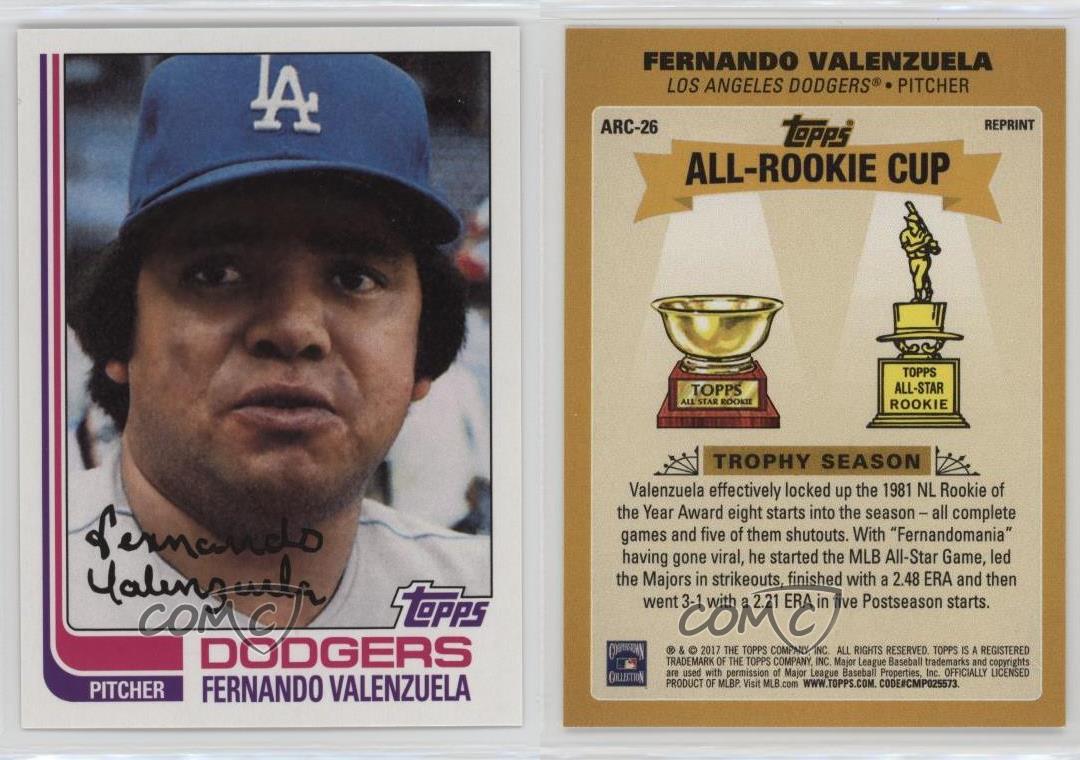 LA
Fernando
Valenzuela
Topps
DODGERS
PITCHER
FERNANDO VALENZUELA
COMC
FERNANDO VALENZUELA
LOS ANGELES DODGERS® • PITCHER
ARC-26
Topps®
REPRINT
ALL-ROOKIE CUP
TOPPS
ALL STAR ROOKIE
TOPPS
ALL-STAR
ROOKIE
TROPHY SEASON
Valenzuela effectively locked up the 1981 NL Rookie of
the Year Award eight starts into the season – all complete
games and five of them shutouts. With “Fernandomania”
having gone viral, he started the MLB All-Star Game, led
the Majors in strikeouts, finished with a 2.48 ERA and then
went 3-1 with a 2.21 ERA in five Postseason starts.
COMC
COOPERSTOWN
COLLECTION
® & © 2017 THE TOPPS COMPANY, INC. ALL RIGHTS RESERVED. TOPPS IS A REGISTERED
TRADEMARK OF THE TOPPS COMPANY, INC. Major League Baseball trademarks and copyrights
are used with permission of Major League Baseball Properties, Inc. OFFICIALLY LICENSED
PRODUCT OF MLBP. Visit MLB.com WWW.TOPPS.COM. CODE#CMP025573.